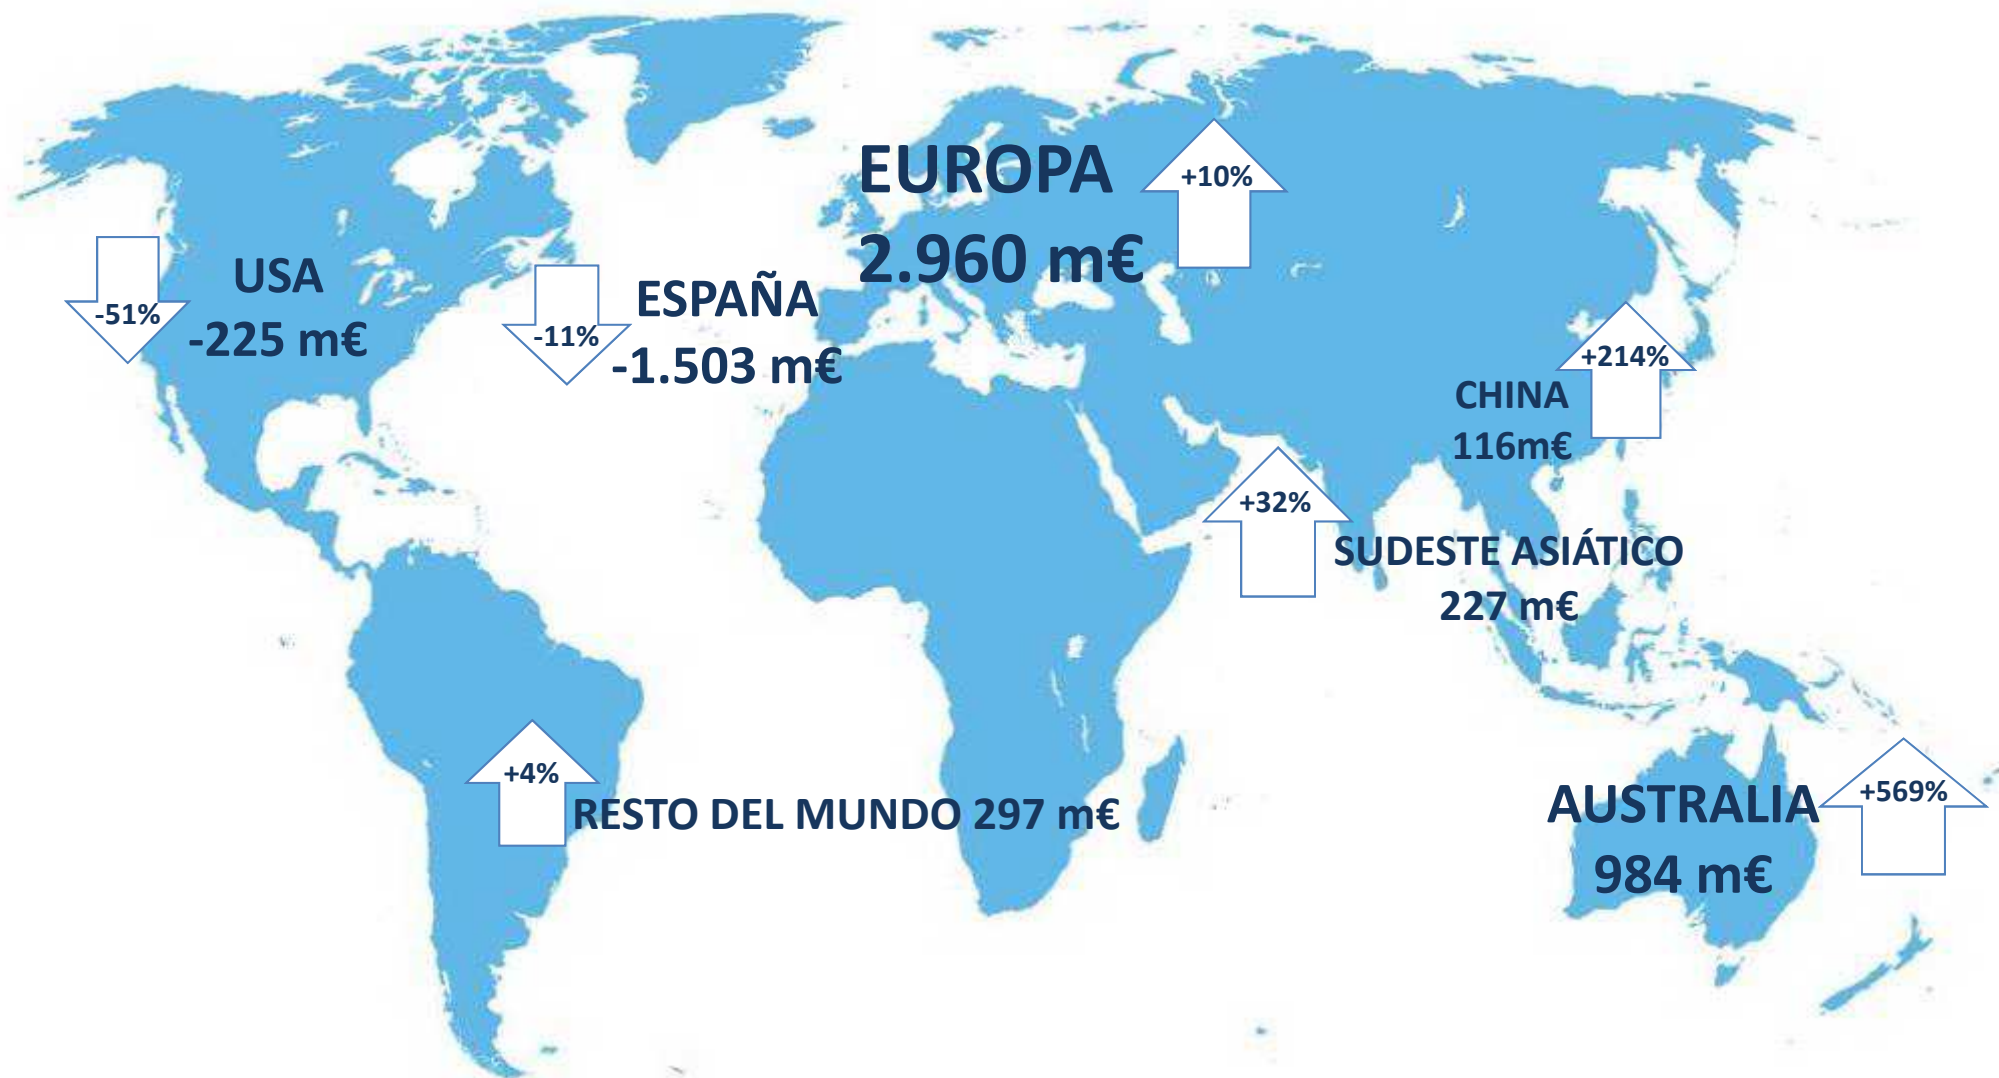 EUROPA
2.960 m€
+10%
USA
-225 m€
-51%
ESPAÑA
-1.503 m€
-11%
CHINA
116m€
+214%
+32%
SUDESTE ASIÁTICO
227 m€
+4%
RESTO DEL MUNDO 297 m€
AUSTRALIA
984 m€
+569%